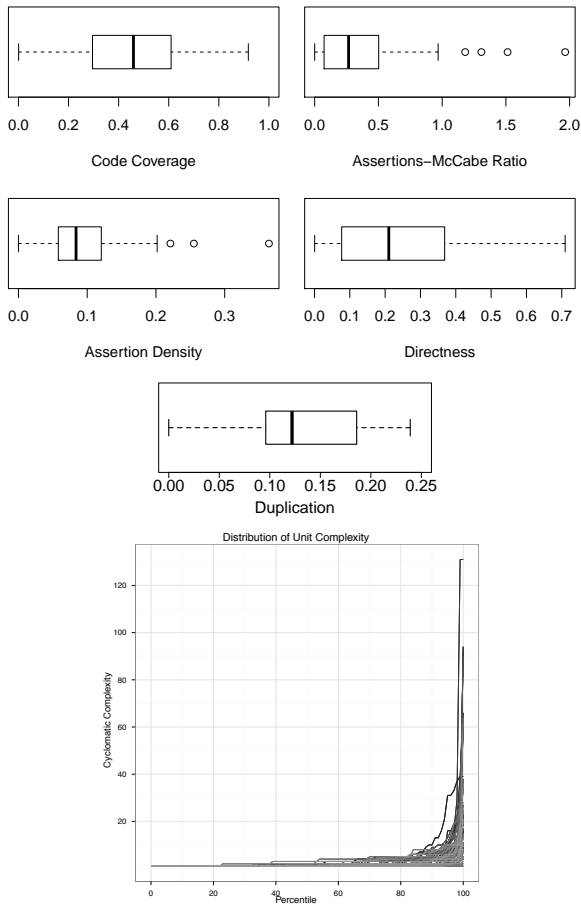 0.0 0.2 0.4 0.6 0.8 1.0
Code Coverage
0.0 0.5 1.0 1.5 2.0
Assertions−McCabe Ratio
0.0 0.1 0.2 0.3
Assertion Density
0.0 0.1 0.2 0.3 0.4 0.5 0.6 0.7
Directness
0.00 0.05 0.10 0.15 0.20 0.25
Duplication
Distribution of Unit Complexity
120
100
80
60
40
20
Cyclomatic Complexity
0 20 40 60 80 100
Percentile